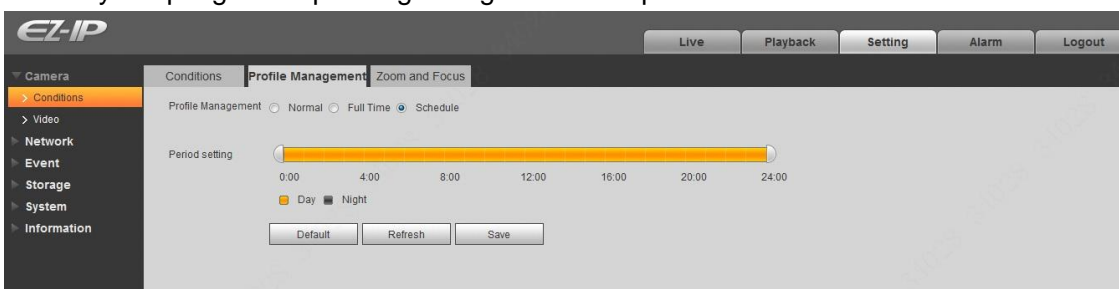 EZ-IP
Live Playback Setting Alarm Logout
Camera
Conditions
Video
Network
Event
Storage
System
Information
Conditions Profile Management Zoom and Focus
Profile Management Normal Full Time Schedule
Period setting
0:00 4:00 8:00 12:00 16:00 20:00 24:00
Day Night
Default Refresh Save